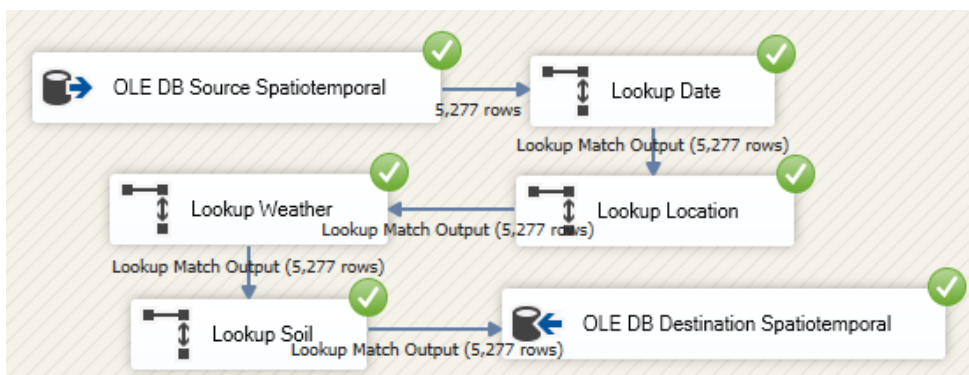 OLE DB Source Spatiotemporal
5,277 rows
Lookup Date
Lookup Match Output (5,277 rows)
Lookup Location
Lookup Match Output (5,277 rows)
Lookup Weather
Lookup Match Output (5,277 rows)
Lookup Soil
Lookup Match Output (5,277 rows)
OLE DB Destination Spatiotemporal